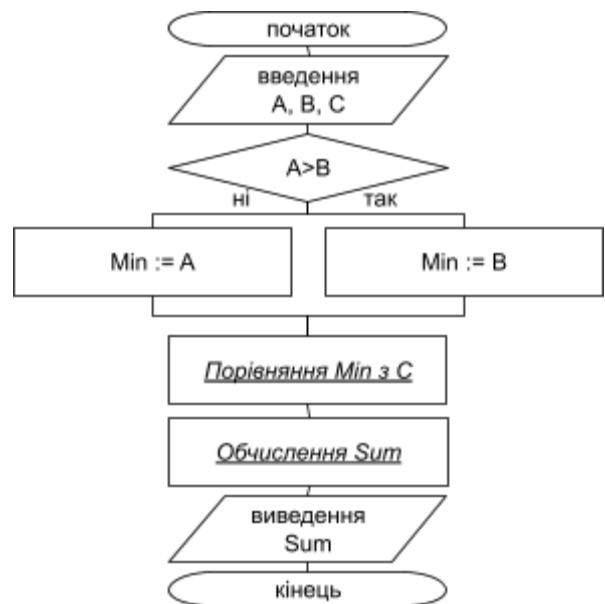 початок
введення
A, B, C
A>B
ні
так
Min := A
Min := B
Порівняння Min з C
Обчислення Sum
виведення
Sum
кінець